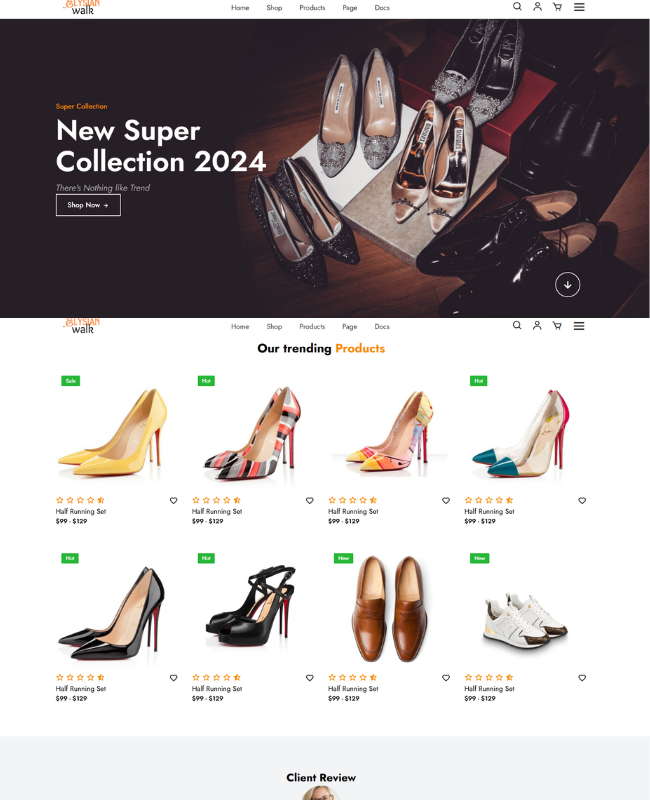 ELYSIAN
walk
Home Shop Products Page Docs
Super Collection
New Super
Collection 2024
There's Nothing like Trend
Shop Now →
ELYSIAN
walk
Home Shop Products Page Docs
Our trending Products
Sale Hot Hot
Half Running Set Half Running Set Half Running Set Half Running Set
$99 - $129 $99 - $129 $99 - $129 $99 - $129
Hot Hot New New
Half Running Set Half Running Set Half Running Set Half Running Set
$99 - $129 $99 - $129 $99 - $129 $99 - $129
Client Review